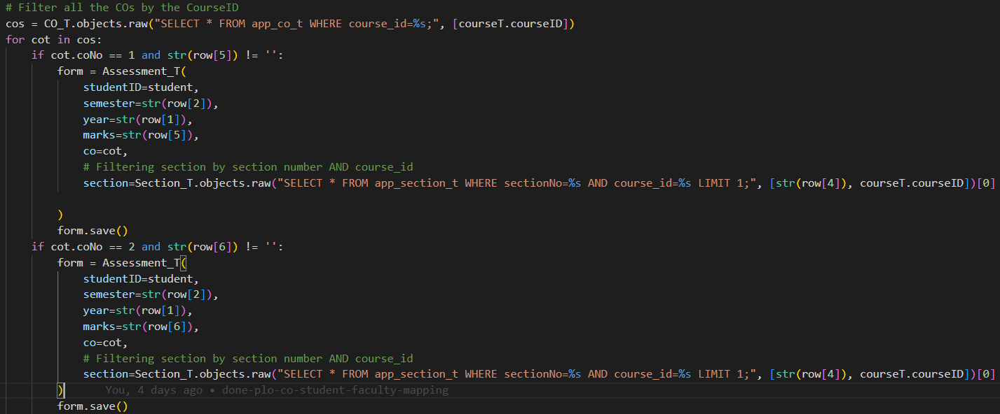 # Filter all the COs by the CourseID
cos = CO_T.objects.raw("SELECT * FROM app_co_t WHERE course_id=%s;", [courseT.courseID])
for cot in cos:
    if cot.coNo == 1 and str(row[5]) != '':
        form = Assessment_T(
            studentID=student,
            semester=str(row[2]),
            year=str(row[1]),
            marks=str(row[5]),
            co=cot,
            # Filtering section by section number AND course_id
            section=Section_T.objects.raw("SELECT * FROM app_section_t WHERE sectionNo=%s AND course_id=%s LIMIT 1;", [str(row[4]), courseT.courseID])[0]
        )
        form.save()
    if cot.coNo == 2 and str(row[6]) != '':
        form = Assessment_T(
            studentID=student,
            semester=str(row[2]),
            year=str(row[1]),
            marks=str(row[6]),
            co=cot,
            # Filtering section by section number AND course_id
            section=Section_T.objects.raw("SELECT * FROM app_section_t WHERE sectionNo=%s AND course_id=%s LIMIT 1;", [str(row[4]), courseT.courseID])[0]
        )      You, 4 days ago • done-plo-co-student-faculty-mapping
        form.save()